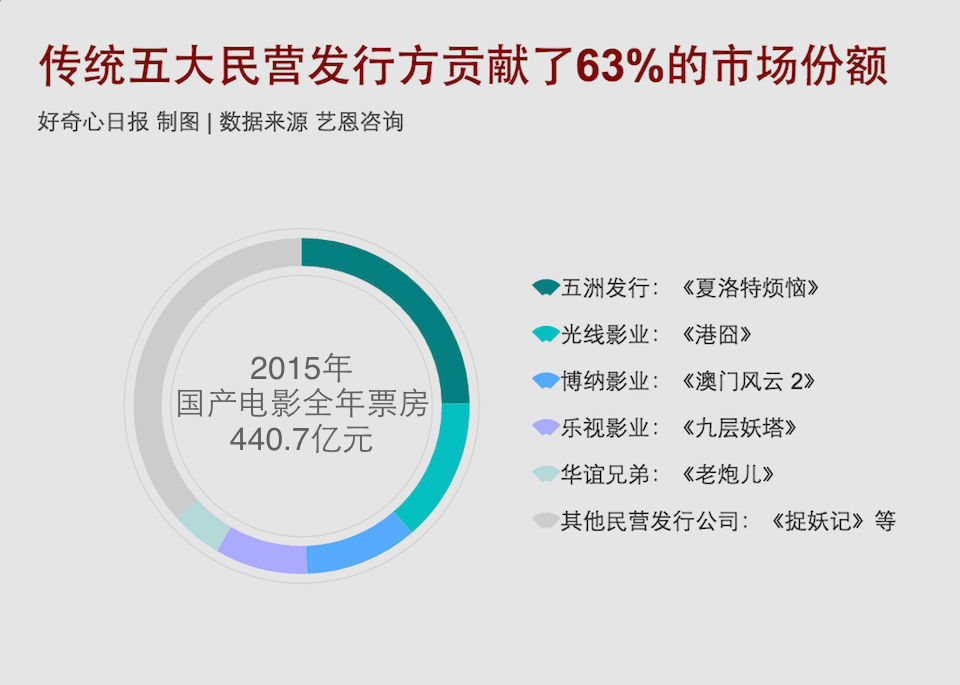 传统五大民营发行方贡献了63%的市场份额
好奇心日报 制图 | 数据来源 艺恩咨询
2015年
国产电影全年票房
440.7亿元
五洲发行：《夏洛特烦恼》
光线影业：《港囧》
博纳影业：《澳门风云 2》
乐视影业：《九层妖塔》
华谊兄弟：《老炮儿》
其他民营发行公司：《捉妖记》等